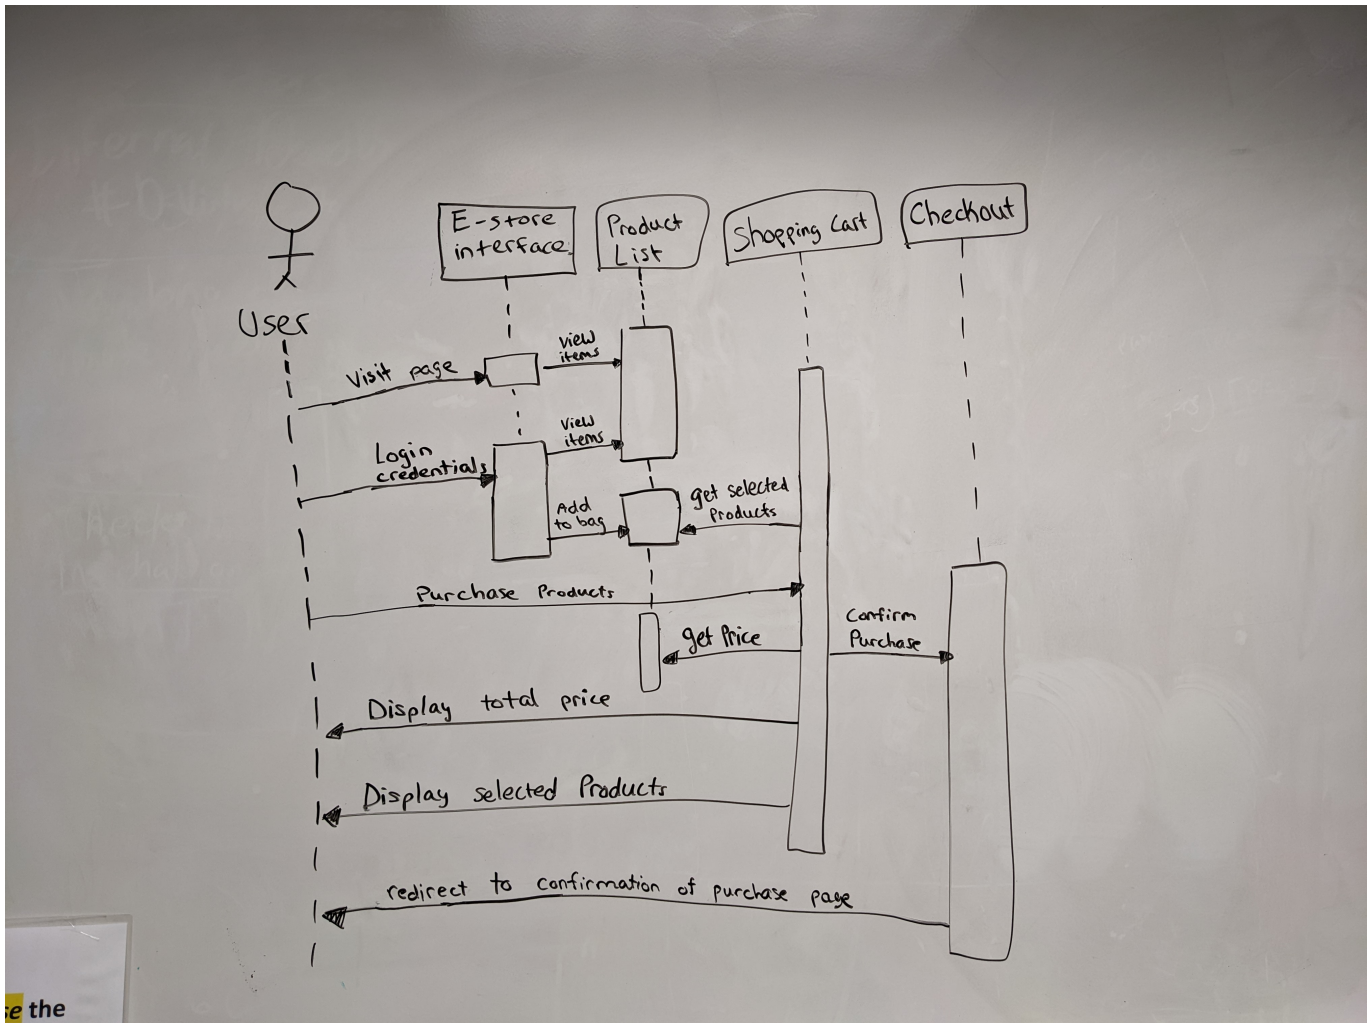 E-store
interface
Product
List
Shopping Cart
Checkout
User
View
items
Visit page
View
items
Login
credentials
get selected
Products
Add
to bag
Purchase Products
Confirm
Purchase
get Price
Display total price
Display selected Products
redirect to confirmation of purchase page
se the